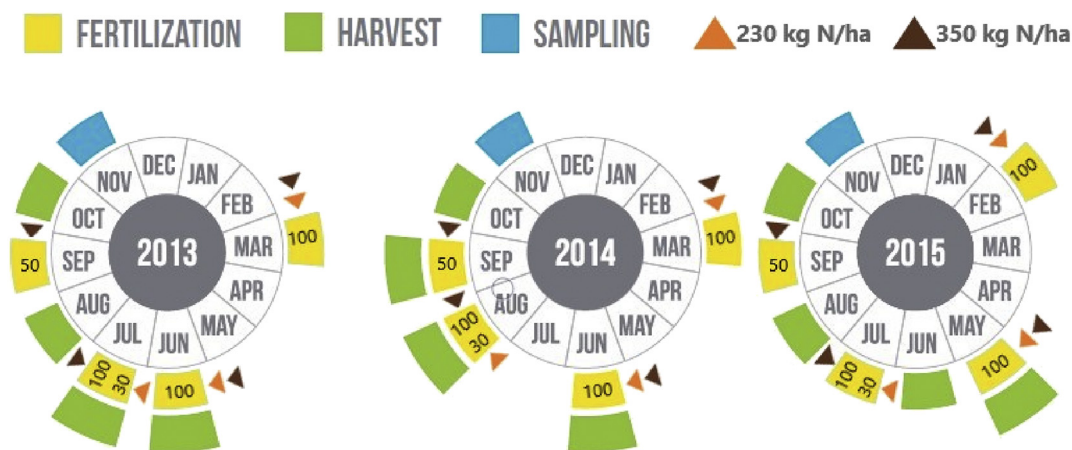 FERTILIZATION HARVEST SAMPLING 230 kg N/ha 350 kg N/ha
DEC
JAN
FEB
MAR
APR
MAY
JUN
JUL
AUG
SEP
OCT
NOV
2013
100
100
100
30
50
DEC
JAN
FEB
MAR
APR
MAY
JUN
JUL
AUG
SEP
OCT
NOV
2014
100
100
100
30
50
DEC
JAN
FEB
MAR
APR
MAY
JUN
JUL
AUG
SEP
OCT
NOV
2015
100
100
100
30
50